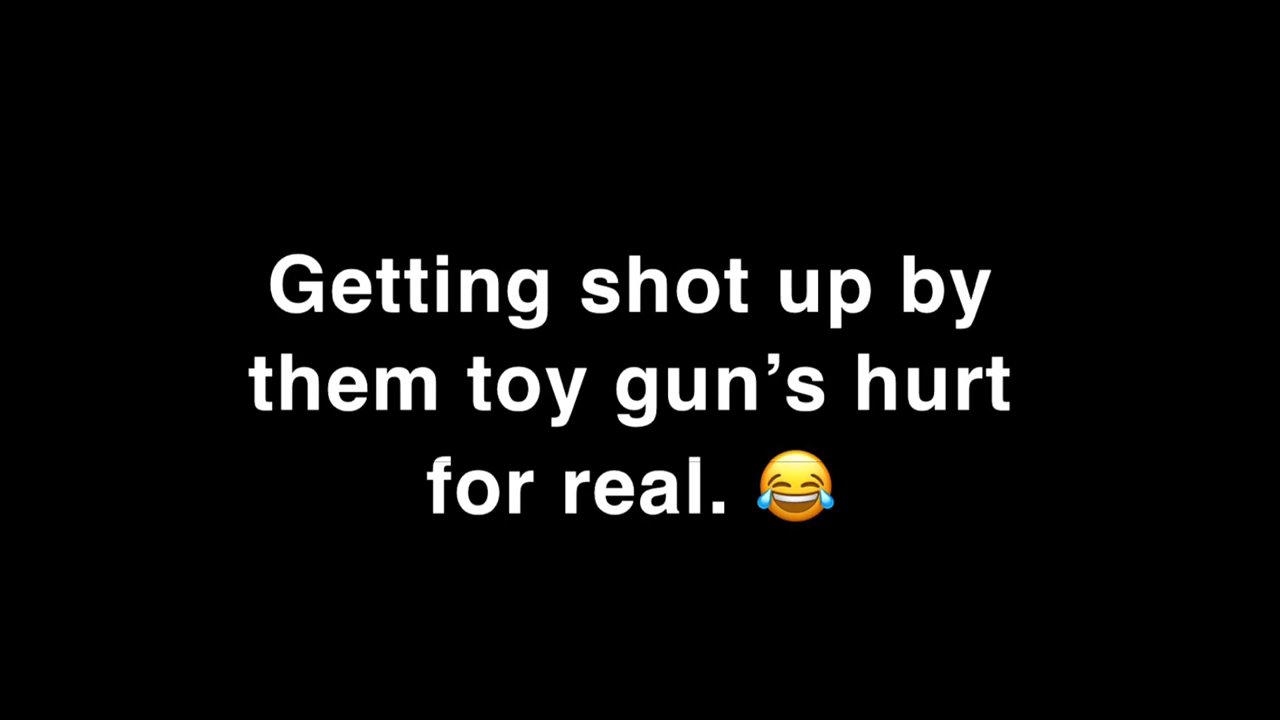 Getting shot up by
them toy gun’s hurt
for real. 😂